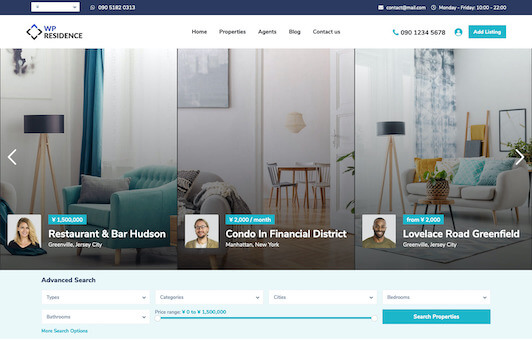 090 5182 0313
contact@mail.com
Monday - Friday: 10:00 - 22:00
WP
RESIDENCE
Home
Properties
Agents
Blog
Contact us
090 1234 5678
Add Listing
¥ 1,500,000
Restaurant & Bar Hudson
Greenville, Jersey City
¥ 2,000 / month
Condo In Financial District
Manhattan, New York
from ¥ 2,000
Lovelace Road Greenfield
Greenville, Jersey City
Advanced Search
Types
Categories
Cities
Bedrooms
Bathrooms
Price range: ¥ 0 to ¥ 1,500,000
Search Properties
More Search Options